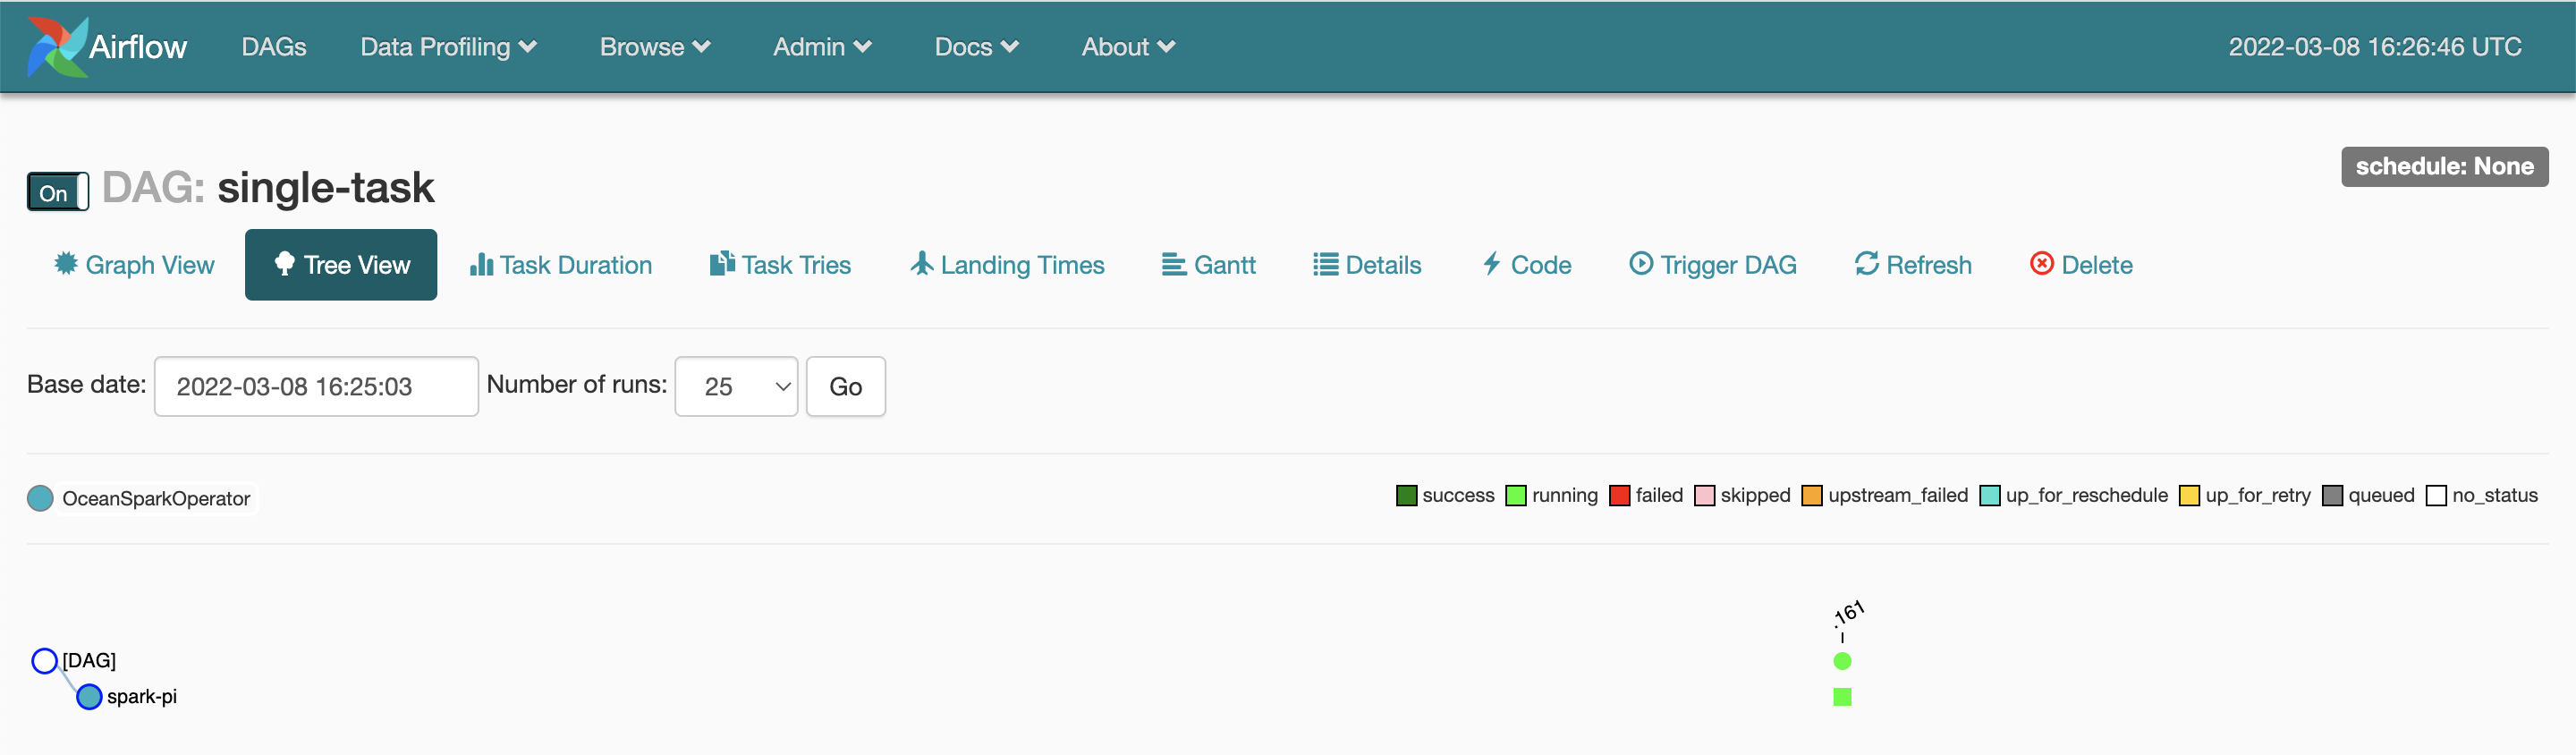 Airflow DAGs Data Profiling Browse Admin Docs About 2022-03-08 16:26:46 UTC
schedule: None
On DAG: single-task
Graph View Tree View Task Duration Task Tries Landing Times Gantt Details Code Trigger DAG Refresh Delete
Base date: 2022-03-08 16:25:03 Number of runs: 25 Go
OceanSparkOperator success running failed skipped upstream_failed up_for_reschedule up_for_retry queued no_status
.161
[DAG]
spark-pi